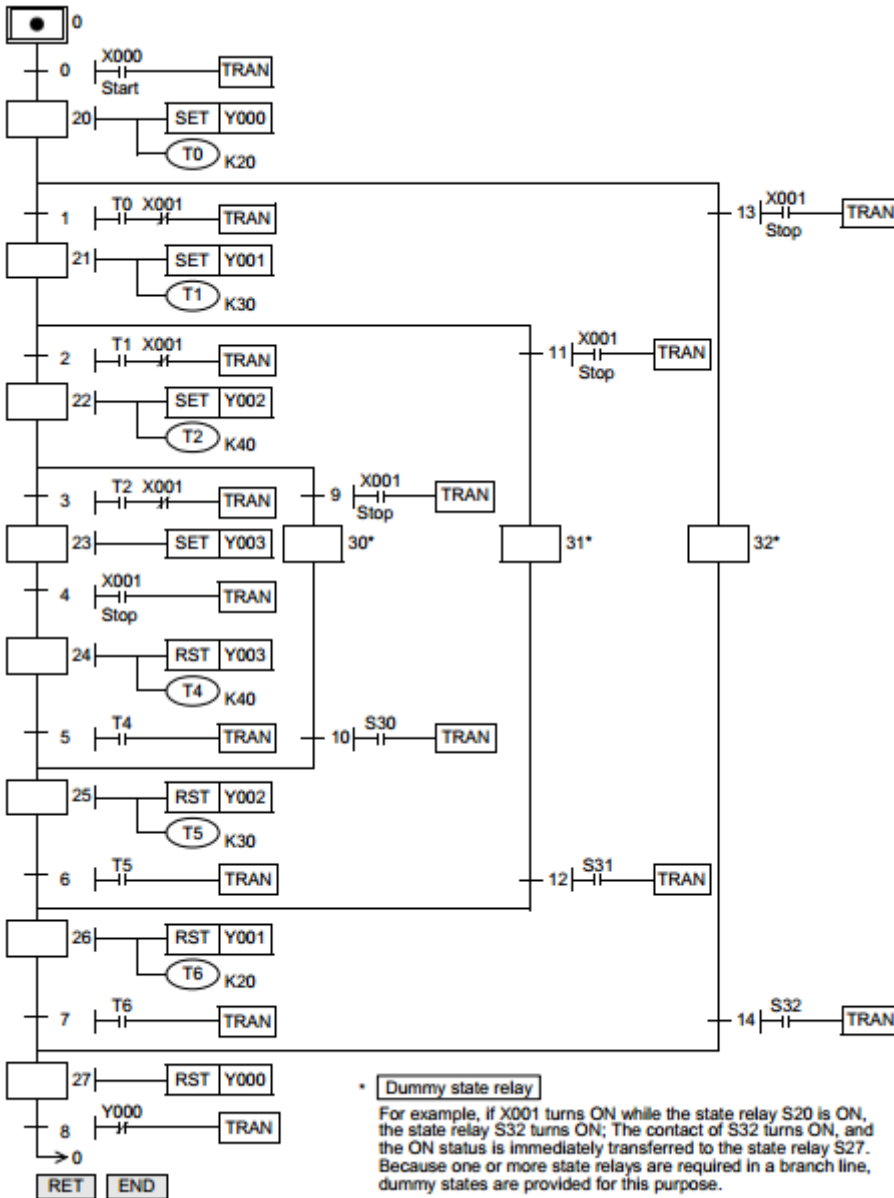 0
0 X000 TRAN
Start
20 SET Y000
T0 K20
1 T0 X001 TRAN 13 X001 TRAN
Stop
21 SET Y001
T1 K30
2 T1 X001 TRAN 11 X001 TRAN
Stop
22 SET Y002
T2 K40
3 T2 X001 TRAN 9 X001 TRAN
Stop
23 SET Y003 30* 31* 32*
4 X001 TRAN
Stop
24 RST Y003
T4 K40
5 T4 TRAN 10 S30 TRAN
25 RST Y002
T5 K30
6 T5 TRAN 12 S31 TRAN
26 RST Y001
T6 K20
7 T6 TRAN 14 S32 TRAN
27 RST Y000
8 Y000 TRAN
0
RET END
* Dummy state relay
For example, if X001 turns ON while the state relay S20 is ON,
the state relay S32 turns ON; The contact of S32 turns ON, and
the ON status is immediately transferred to the state relay S27.
Because one or more state relays are required in a branch line,
dummy states are provided for this purpose.